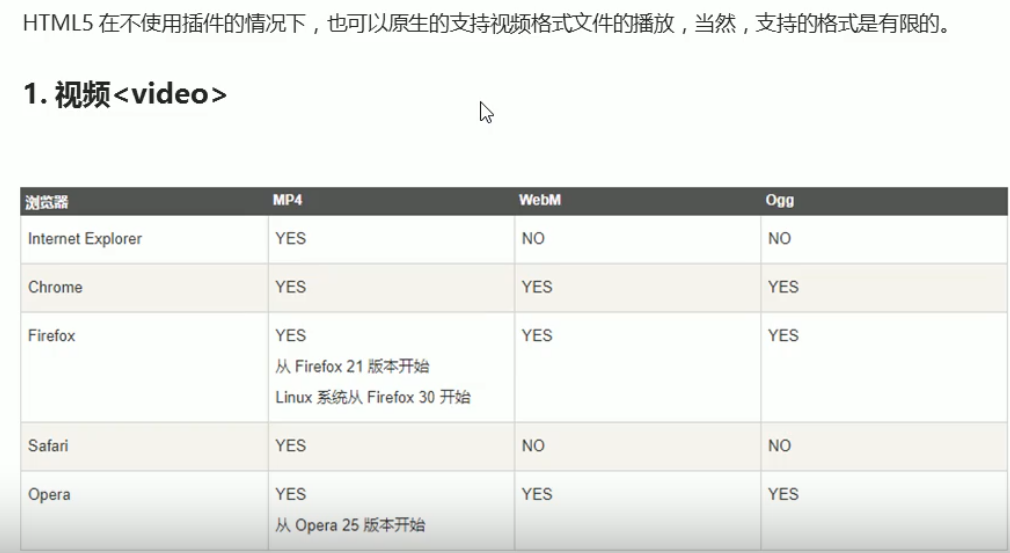 HTML5 在不使用插件的情况下，也可以原生的支持视频格式文件的播放，当然，支持的格式是有限的。
1. 视频<video>
浏览器 MP4 WebM Ogg
Internet Explorer YES NO NO
Chrome YES YES YES
Firefox YES YES YES
从 Firefox 21 版本开始
Linux 系统从 Firefox 30 开始
Safari YES NO NO
Opera YES YES YES
从 Opera 25 版本开始